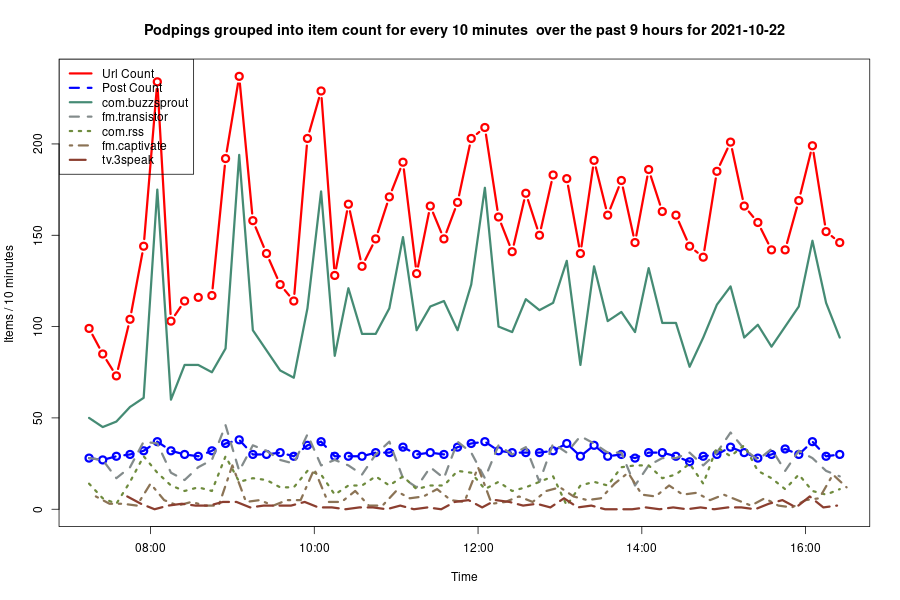 Podpings grouped into item count for every 10 minutes  over the past 9 hours for 2021-10-22
Url Count
Post Count
com.buzzsprout
fm.transistor
com.rss
fm.captivate
tv.3speak
Items / 10 minutes
200
150
100
50
0
08:00 10:00 12:00 14:00 16:00
Time